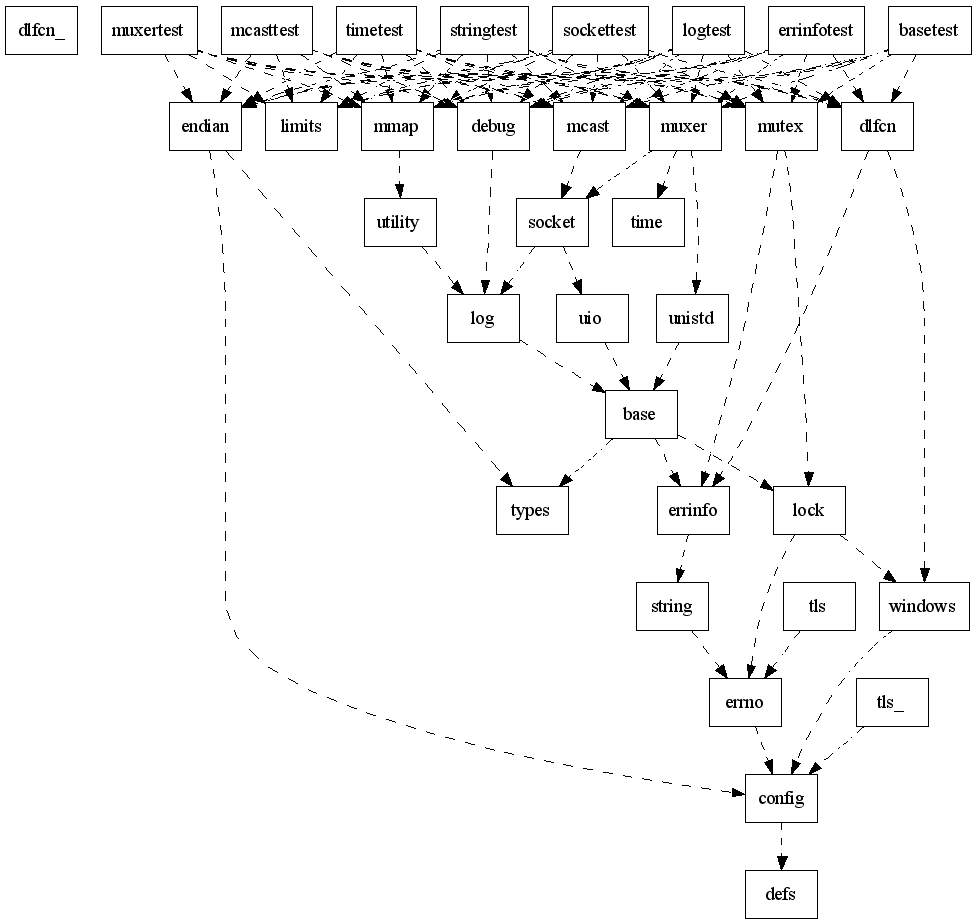 dlfcn_
muxertest
mcasttest
timetest
stringtest
sockettest
logtest
errinfotest
basetest
endian
limits
mmap
debug
mcast
muxer
mutex
dlfcn
utility
socket
time
log
uio
unistd
base
types
errinfo
lock
string
tls
windows
errno
tls_
config
defs